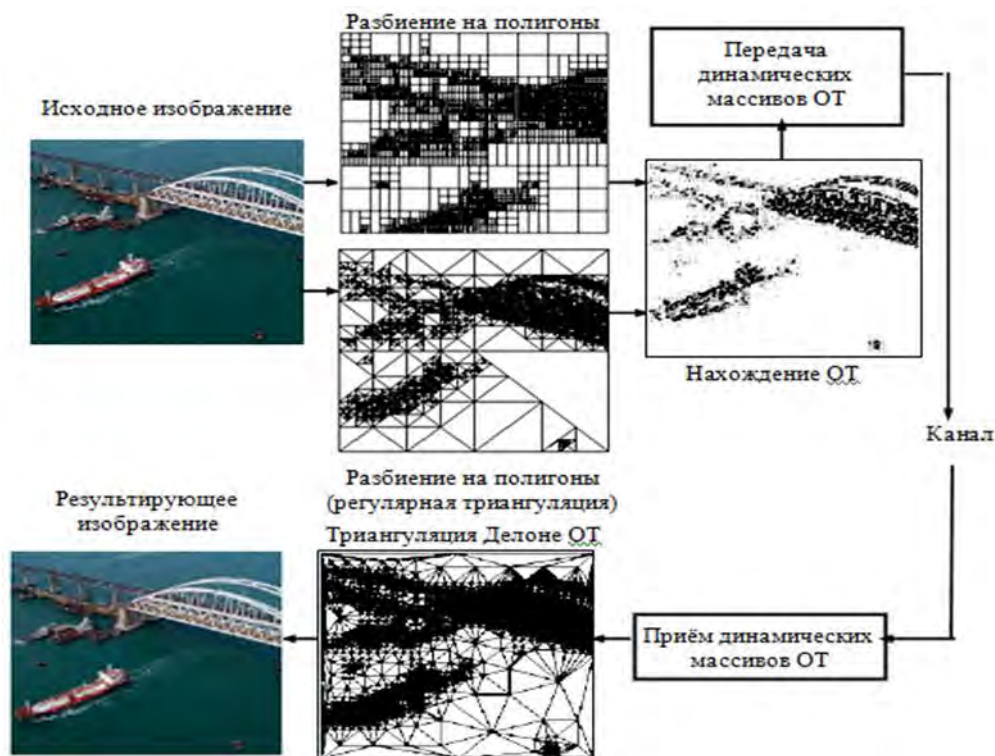 Разбиение на полигоны
Передача
динамических
массивов ОТ
Исходное изображение
Нахождение ОТ
Канал
Разбиение на полигоны
(регулярная триангуляция)
Результирующее
изображение
Триангуляция Делоне ОТ
Приём динамических
массивов ОТ